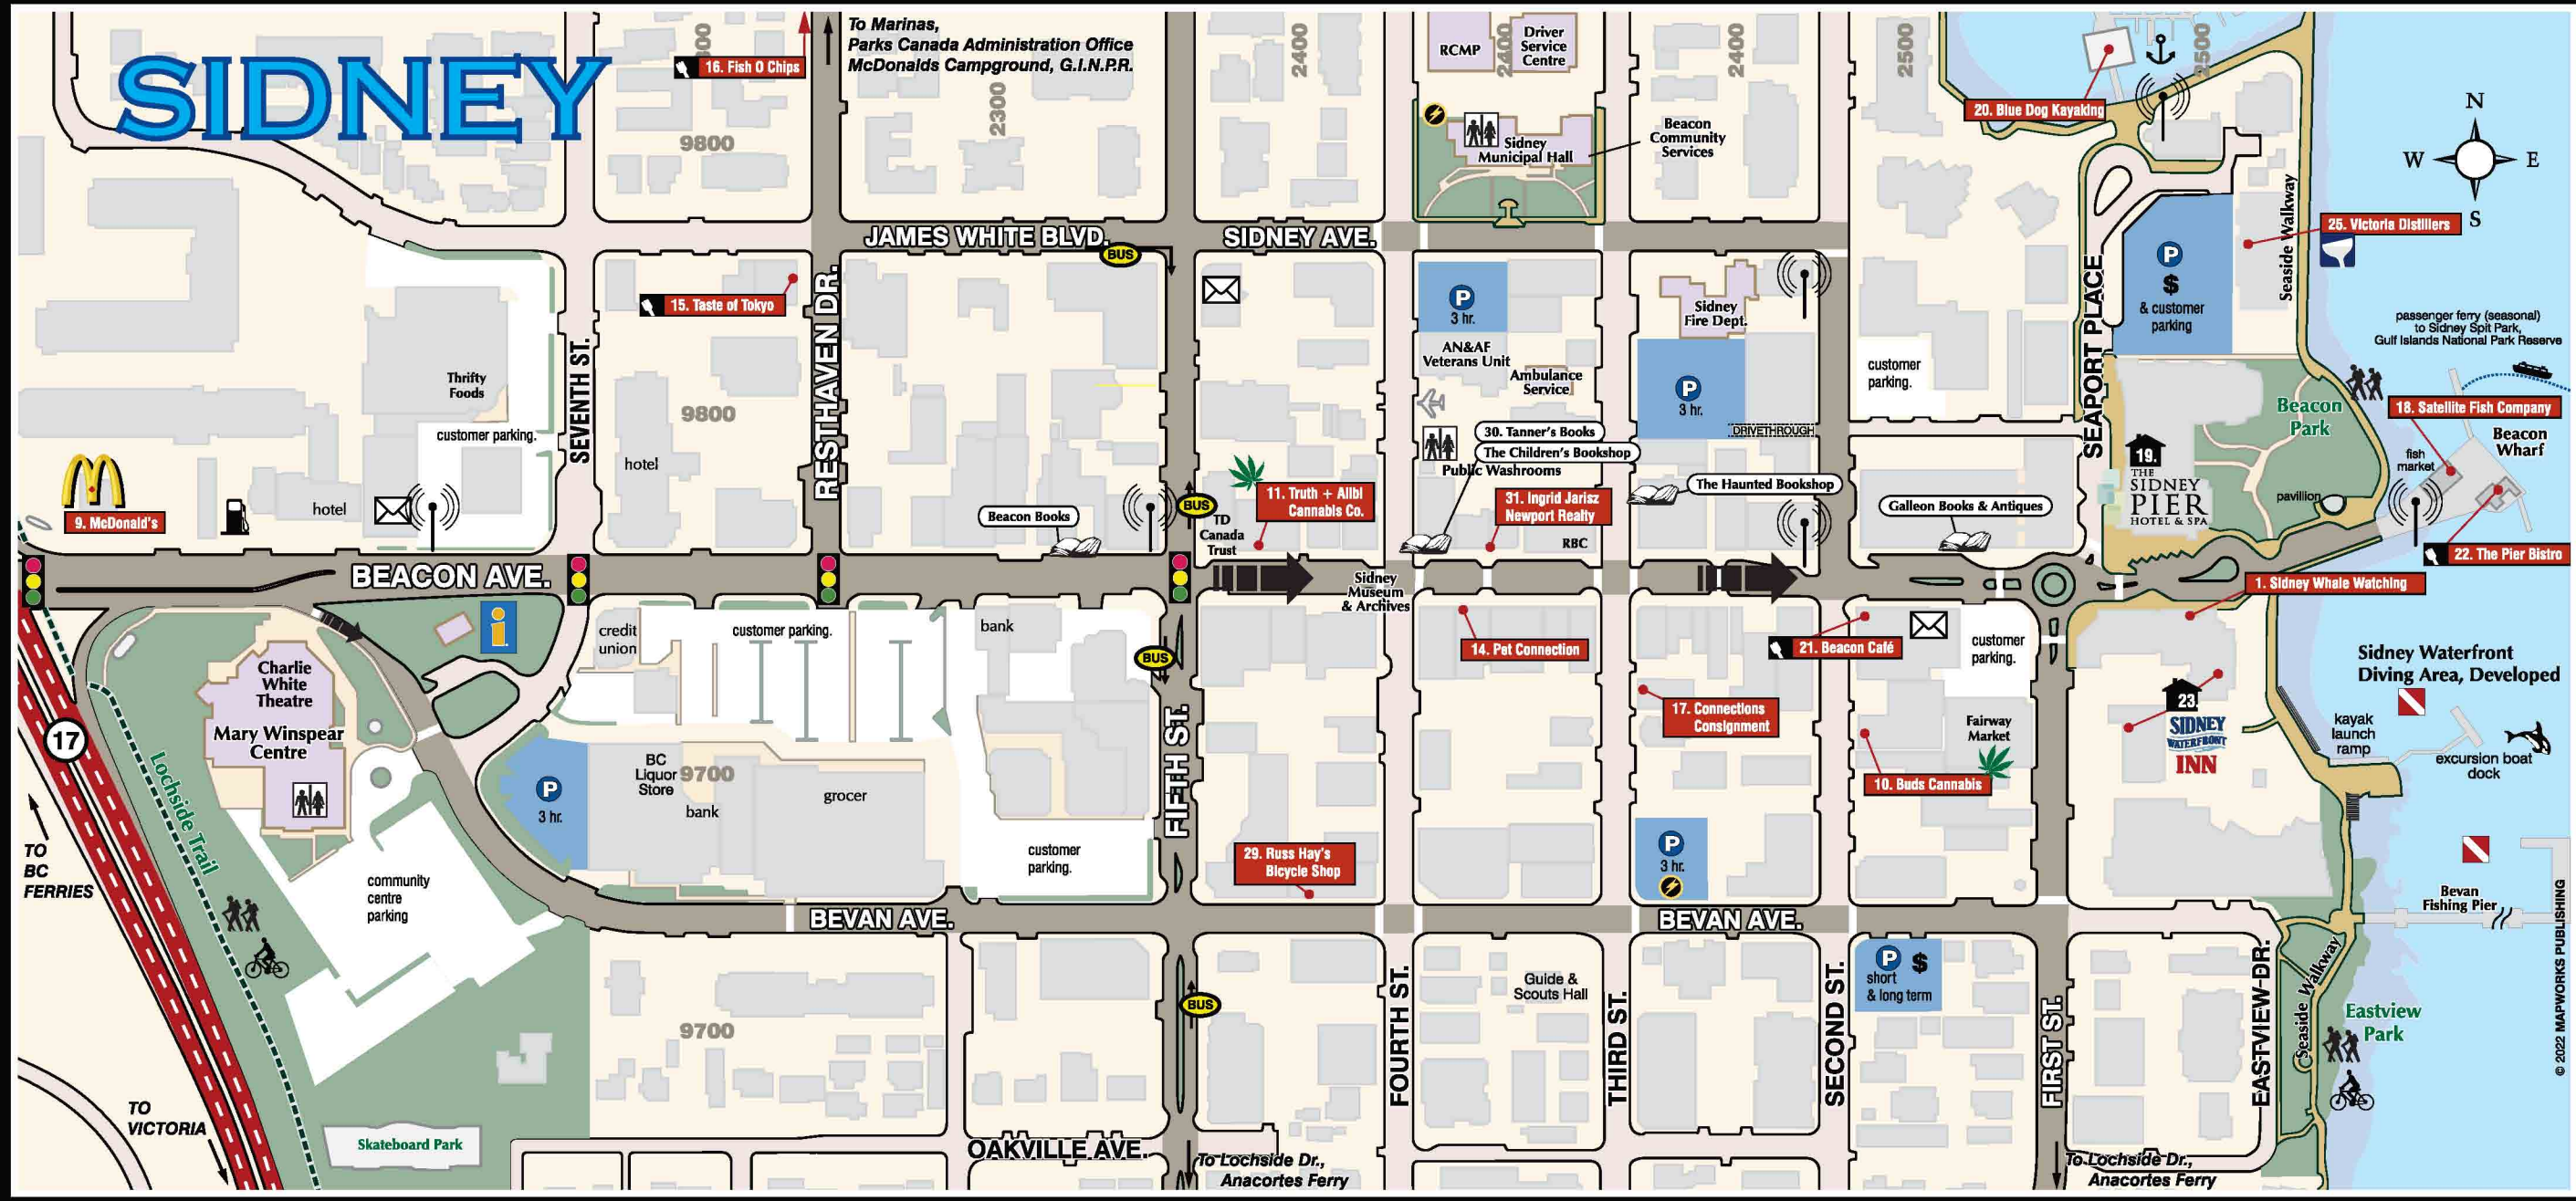 SIDNEY
16. Fish O Chips
To Marinas,
Parks Canada Administration Office
McDonalds Campground, G.I.N.P.R.
2300
9800
2400
RCMP
2400
Driver
Service
Centre
Sidney
Municipal Hall
Beacon
Community
Services
2400
2500
2500
20. Blue Dog Kayaking
N
W
E
S
JAMES WHITE BLVD.
BUS
SIDNEY AVE.
25. Victoria Distillers
Seaside Walkway
P
$
& customer
parking
SEAPORT PLACE
passenger ferry (seasonal)
to Sidney Spit Park,
Gulf Islands National Park Reserve
15. Taste of Tokyo
RESTHAVEN DR.
SEVENTH ST.
Thrifty
Foods
customer parking.
9800
hotel
P
3 hr.
AN&AF
Veterans Unit
Ambulance
Service
Sidney
Fire Dept.
P
3 hr.
DRIVETHROUGH
customer
parking.
Beacon
Park
18. Satellite Fish Company
Beacon
Wharf
fish
market
pavillion
19.
THE
SIDNEY
PIER
HOTEL & SPA
30. Tanner's Books
The Children's Bookshop
Public Washrooms
The Haunted Bookshop
Galleon Books & Antiques
9. McDonald's
hotel
Beacon Books
BUS
TD
Canada
Trust
11. Truth + Alibi
Cannabis Co.
31. Ingrid Jarisz
Newport Realty
RBC
22. The Pier Bistro
BEACON AVE.
Sidney
Museum
& Archives
1. Sidney Whale Watching
i
credit
union
customer parking.
bank
BUS
14. Pet Connection
21. Beacon Café
customer
parking.
Sidney Waterfront
Diving Area, Developed
Charlie
White
Theatre
Mary Winspear
Centre
17
Lochside Trail
17. Connections
Consignment
23.
SIDNEY
WATERFRONT
INN
kayak
launch
ramp
excursion boat
dock
Fairway
Market
10. Buds Cannabis
P
3 hr.
BC
Liquor
Store
9700
bank
grocer
FIFTH ST.
customer
parking.
29. Russ Hay's
Bicycle Shop
P
3 hr.
TO
BC
FERRIES
community
centre
parking
BEVAN AVE.
BEVAN AVE.
Bevan
Fishing Pier
9700
BUS
FOURTH ST.
Guide &
Scouts Hall
THIRD ST.
SECOND ST.
P $
short
& long term
FIRST ST.
EASTVIEW DR.
Seaside Walkway
Eastview
Park
TO
VICTORIA
Skateboard Park
OAKVILLE AVE.
To Lochside Dr.,
Anacortes Ferry
To Lochside Dr.,
Anacortes Ferry
© 2022 MAPWORKS PUBLISHING